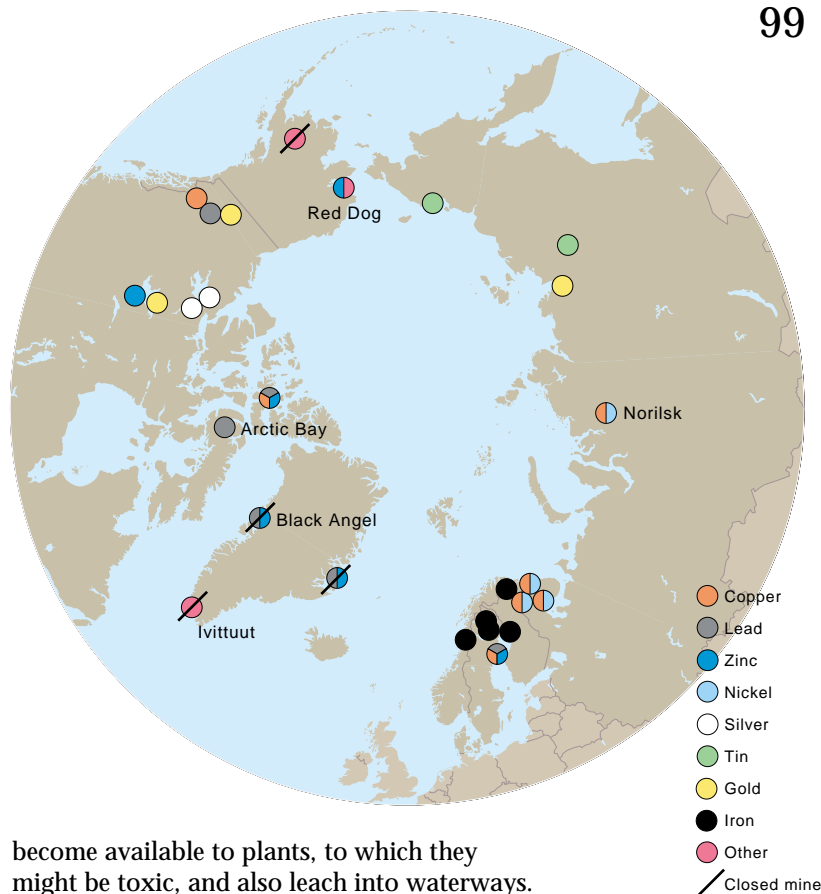 99
Red Dog
Norilsk
Arctic Bay
Black Angel
Ivittuut
Copper
Lead
Zinc
Nickel
Silver
Tin
Gold
Iron
Other
Closed mine
become available to plants, to which they
might be toxic, and also leach into waterways.